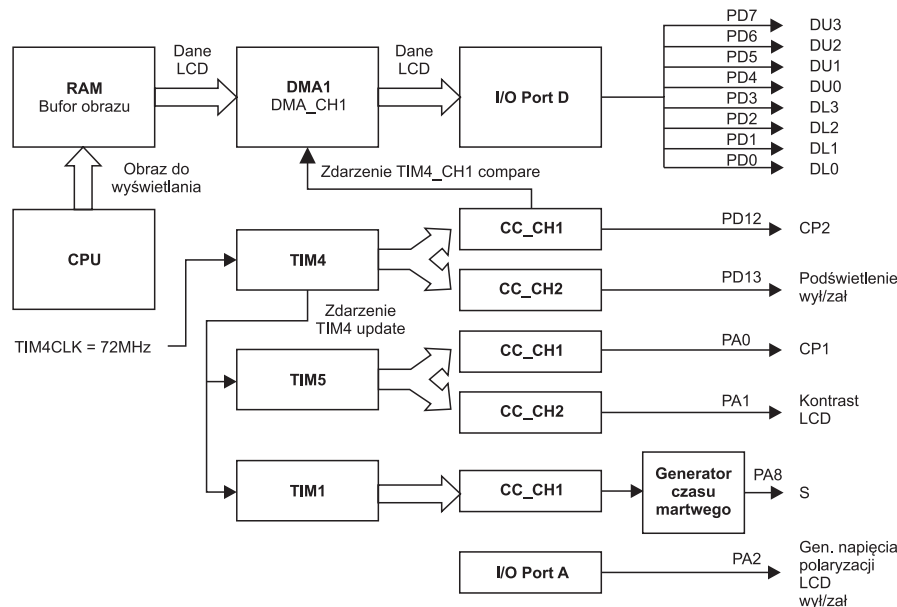 RAM
Bufor obrazu
Dane
LCD
DMA1
DMA_CH1
Dane
LCD
I/O Port D
PD7
DU3
PD6
DU2
PD5
DU1
PD4
DU0
PD3
DL3
PD2
DL2
PD1
DL1
PD0
DL0
Obraz do
wyświetlania
Zdarzenie TIM4_CH1 compare
CPU
TIM4
CC_CH1
PD12
CP2
CC_CH2
PD13
Podświetlenie
wył/zał
Zdarzenie
TIM4 update
TIM4CLK = 72MHz
TIM5
CC_CH1
PA0
CP1
CC_CH2
PA1
Kontrast
LCD
TIM1
CC_CH1
Generator
czasu
martwego
PA8
S
I/O Port A
PA2
Gen. napięcia
polaryzacji
LCD
wył/zał